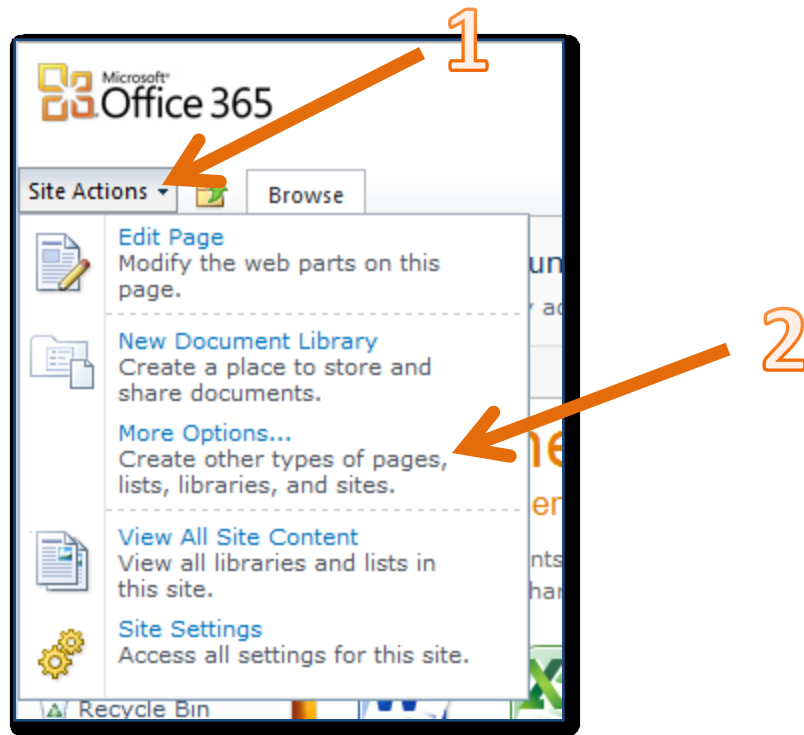 1
Microsoft®
Office 365
Site Actions
Browse
Edit Page
Modify the web parts on this
page.
New Document Library
Create a place to store and
share documents.
More Options...
Create other types of pages,
lists, libraries, and sites.
2
View All Site Content
View all libraries and lists in
this site.
Site Settings
Access all settings for this site.
Recycle Bin